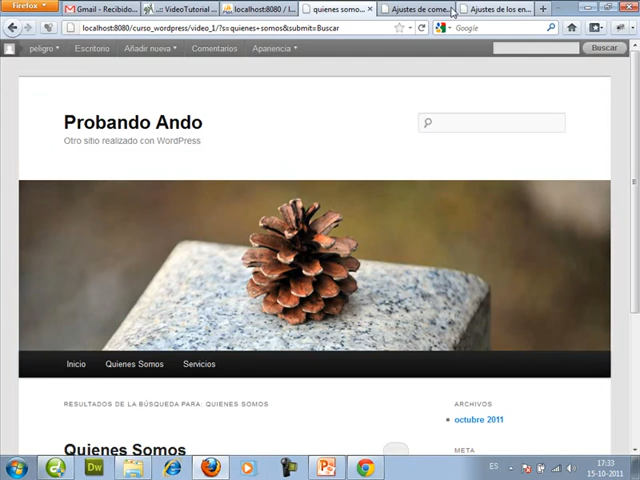 Firefox
Gmail - Recibido...
..:: VideoTutorial ...
localhost:8080 / l...
quienes somo...
Ajustes de come...
Ajustes de los en...
localhost:8080/curso_wordpress/video_1/?s=quienes+somos&submit=Buscar
Google
peligro
Escritorio
Añadir nueva
Comentarios
Apariencia
Buscar
Probando Ando
Otro sitio realizado con WordPress
Inicio
Quienes Somos
Servicios
RESULTADOS DE LA BÚSQUEDA PARA: QUIENES SOMOS
ARCHIVOS
octubre 2011
Quienes Somos
META
Dw
ES
17:33
15-10-2011